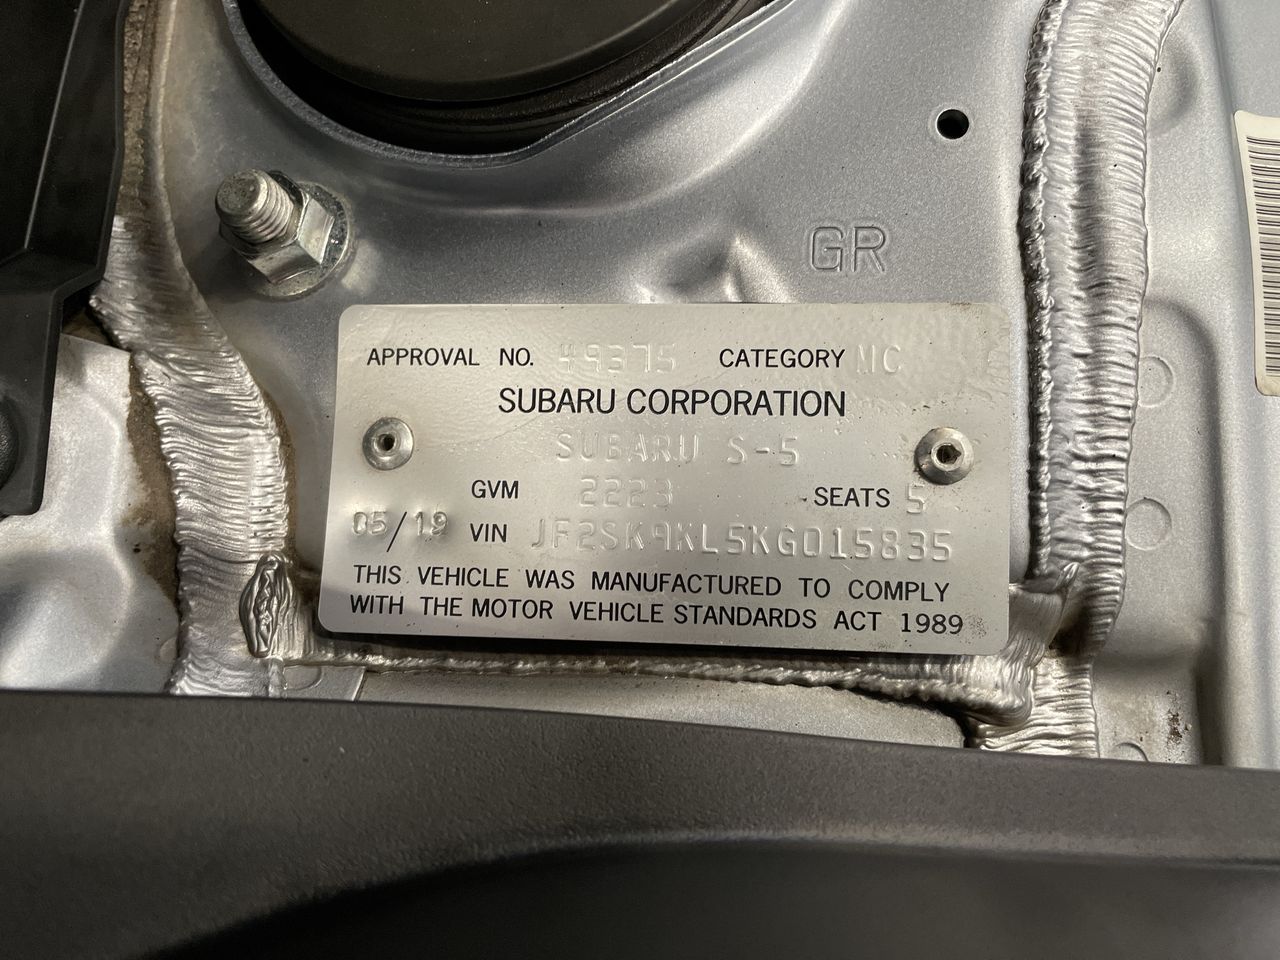 GR
APPROVAL NO. 49375 CATEGORY MC
SUBARU CORPORATION
SUBARU S-5
GVM 2223 SEATS 5
05/19 VIN JF2SK9KL5KG015835
THIS VEHICLE WAS MANUFACTURED TO COMPLY
WITH THE MOTOR VEHICLE STANDARDS ACT 1989